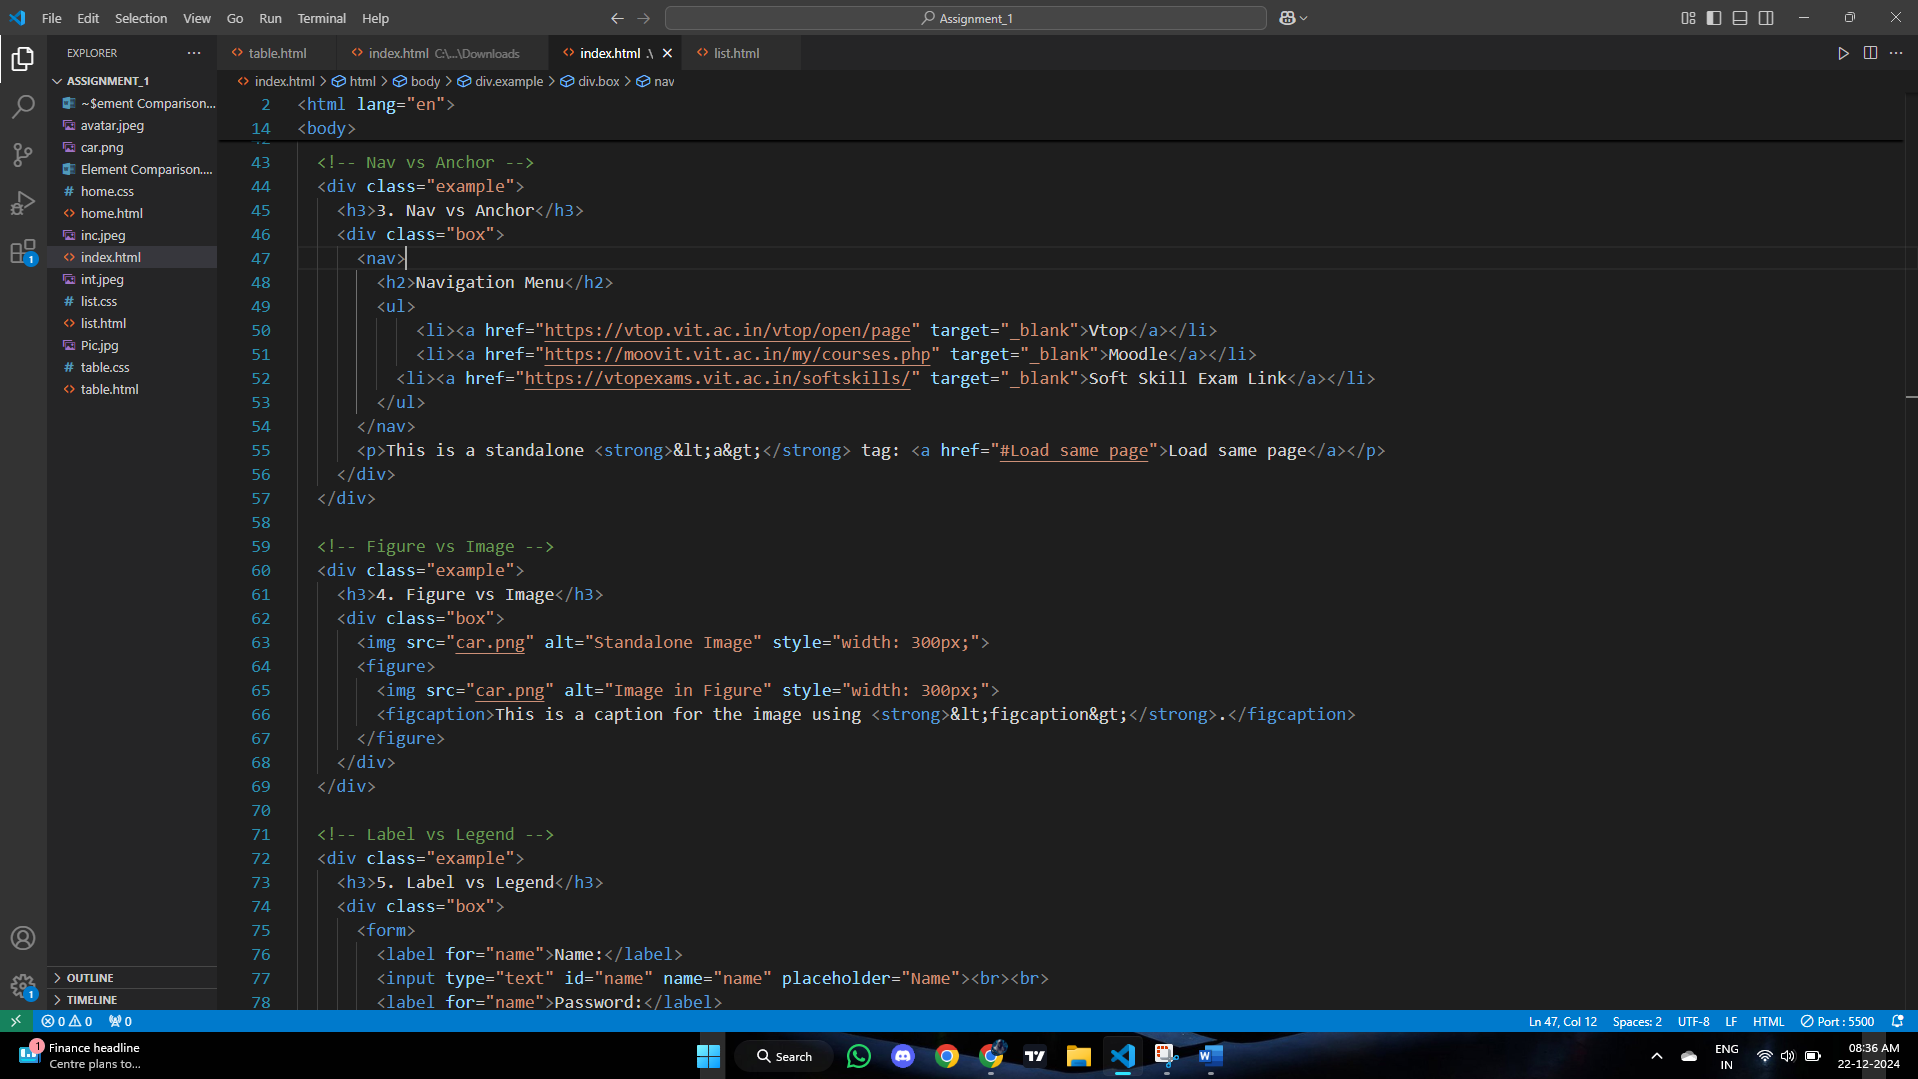 File Edit Selection View Go Run Terminal Help
Assignment_1
EXPLORER
ASSIGNMENT_1
~$ement Comparison...
avatar.jpeg
car.png
Element Comparison....
home.css
home.html
inc.jpeg
index.html
int.jpeg
list.css
list.html
Pic.jpg
table.css
table.html
OUTLINE
TIMELINE
table.html
index.html C:\...\Downloads
index.html .\
list.html
index.html > html > body > div.example > div.box > nav
2 <html lang="en">
14 <body>
43 <!-- Nav vs Anchor -->
44 <div class="example">
45 <h3>3. Nav vs Anchor</h3>
46 <div class="box">
47 <nav>
48 <h2>Navigation Menu</h2>
49 <ul>
50 <li><a href="https://vtop.vit.ac.in/vtop/open/page" target="_blank">Vtop</a></li>
51 <li><a href="https://moovit.vit.ac.in/my/courses.php" target="_blank">Moodle</a></li>
52 <li><a href="https://vtopexams.vit.ac.in/softskills/" target="_blank">Soft Skill Exam Link</a></li>
53 </ul>
54 </nav>
55 <p>This is a standalone <strong>&lt;a&gt;</strong> tag: <a href="#Load same page">Load same page</a></p>
56 </div>
57 </div>
58
59 <!-- Figure vs Image -->
60 <div class="example">
61 <h3>4. Figure vs Image</h3>
62 <div class="box">
63 <img src="car.png" alt="Standalone Image" style="width: 300px;">
64 <figure>
65 <img src="car.png" alt="Image in Figure" style="width: 300px;">
66 <figcaption>This is a caption for the image using <strong>&lt;figcaption&gt;</strong>.</figcaption>
67 </figure>
68 </div>
69 </div>
70
71 <!-- Label vs Legend -->
72 <div class="example">
73 <h3>5. Label vs Legend</h3>
74 <div class="box">
75 <form>
76 <label for="name">Name:</label>
77 <input type="text" id="name" name="name" placeholder="Name"><br><br>
78 <label for="name">Password:</label>
1
1
0 0 0
Ln 47, Col 12 Spaces: 2 UTF-8 LF HTML Port : 5500
1
Finance headline
Centre plans to...
Search
ENG
IN
08:36 AM
22-12-2024